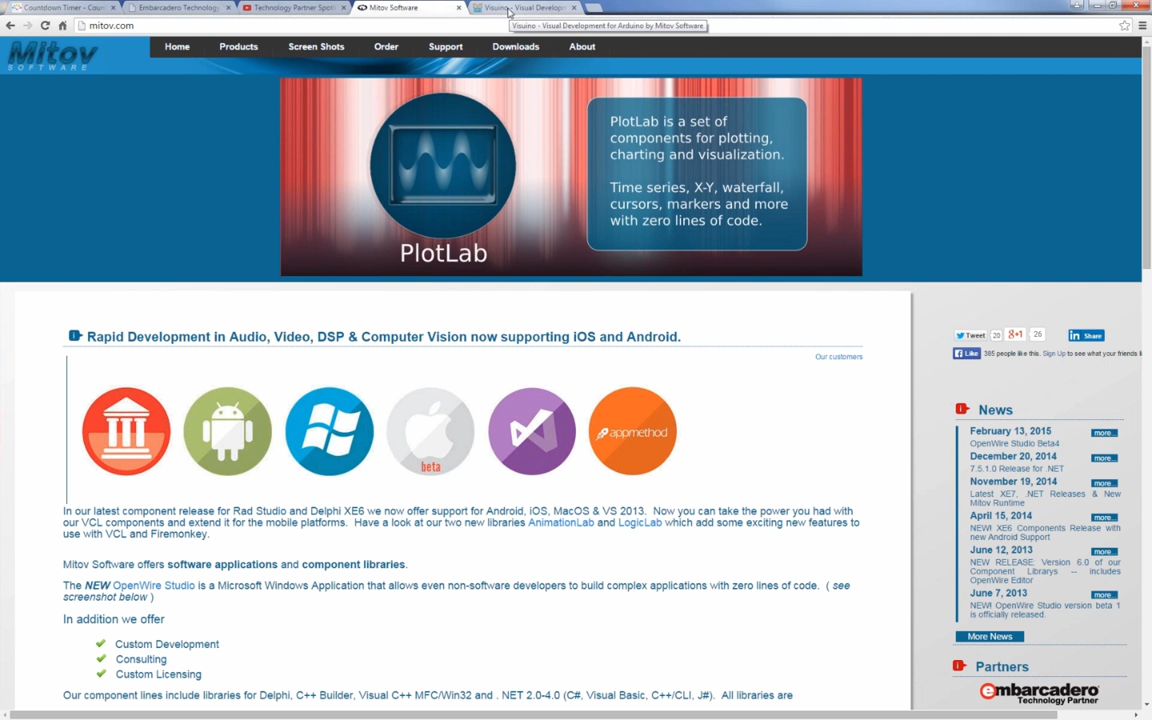 Countdown Timer - Coun
Embarcadero Technology
Technology Partner Spotl
Mitov Software
Visuino - Visual Developm
mitov.com
Visuino - Visual Development for Arduino by Mitov Software
Mitov
SOFTWARE
Home
Products
Screen Shots
Order
Support
Downloads
About
PlotLab is a set of
components for plotting,
charting and visualization.
Time series, X-Y, waterfall,
cursors, markers and more
with zero lines of code.
PlotLab
Rapid Development in Audio, Video, DSP & Computer Vision now supporting iOS and Android.
Our customers
beta
appmethod
In our latest component release for Rad Studio and Delphi XE6 we now offer support for Android, iOS, MacOS & VS 2013. Now you can take the power you had with
our VCL components and extend it for the mobile platforms. Have a look at our two new libraries AnimationLab and LogicLab which add some exciting new features to
use with VCL and Firemonkey.
Mitov Software offers software applications and component libraries.
The NEW OpenWire Studio is a Microsoft Windows Application that allows even non-software developers to build complex applications with zero lines of code. ( see
screenshot below )
In addition we offer
Custom Development
Consulting
Custom Licensing
Our component lines include libraries for Delphi, C++ Builder, Visual C++ MFC/Win32 and . NET 2.0-4.0 (C#, Visual Basic, C++/CLI, J#). All libraries are
Tweet 20
g+1 26
in Share
Like 385 people like this. Sign Up to see what your friends li
News
February 13, 2015 more...
OpenWire Studio Beta4
December 20, 2014 more...
7.5.1.0 Release for .NET
November 19, 2014 more...
Latest XE7, .NET Releases & New
Mitov Runtime
April 15, 2014 more...
NEW! XE6 Components Release with
new Android Support
June 12, 2013 more...
NEW RELEASE Version 6.0 of our
Component Librarys -- includes
OpenWire Editor
June 7, 2013 more...
NEW! OpenWire Studio version beta 1
is officially released.
More News
Partners
embarcadero
Technology Partner